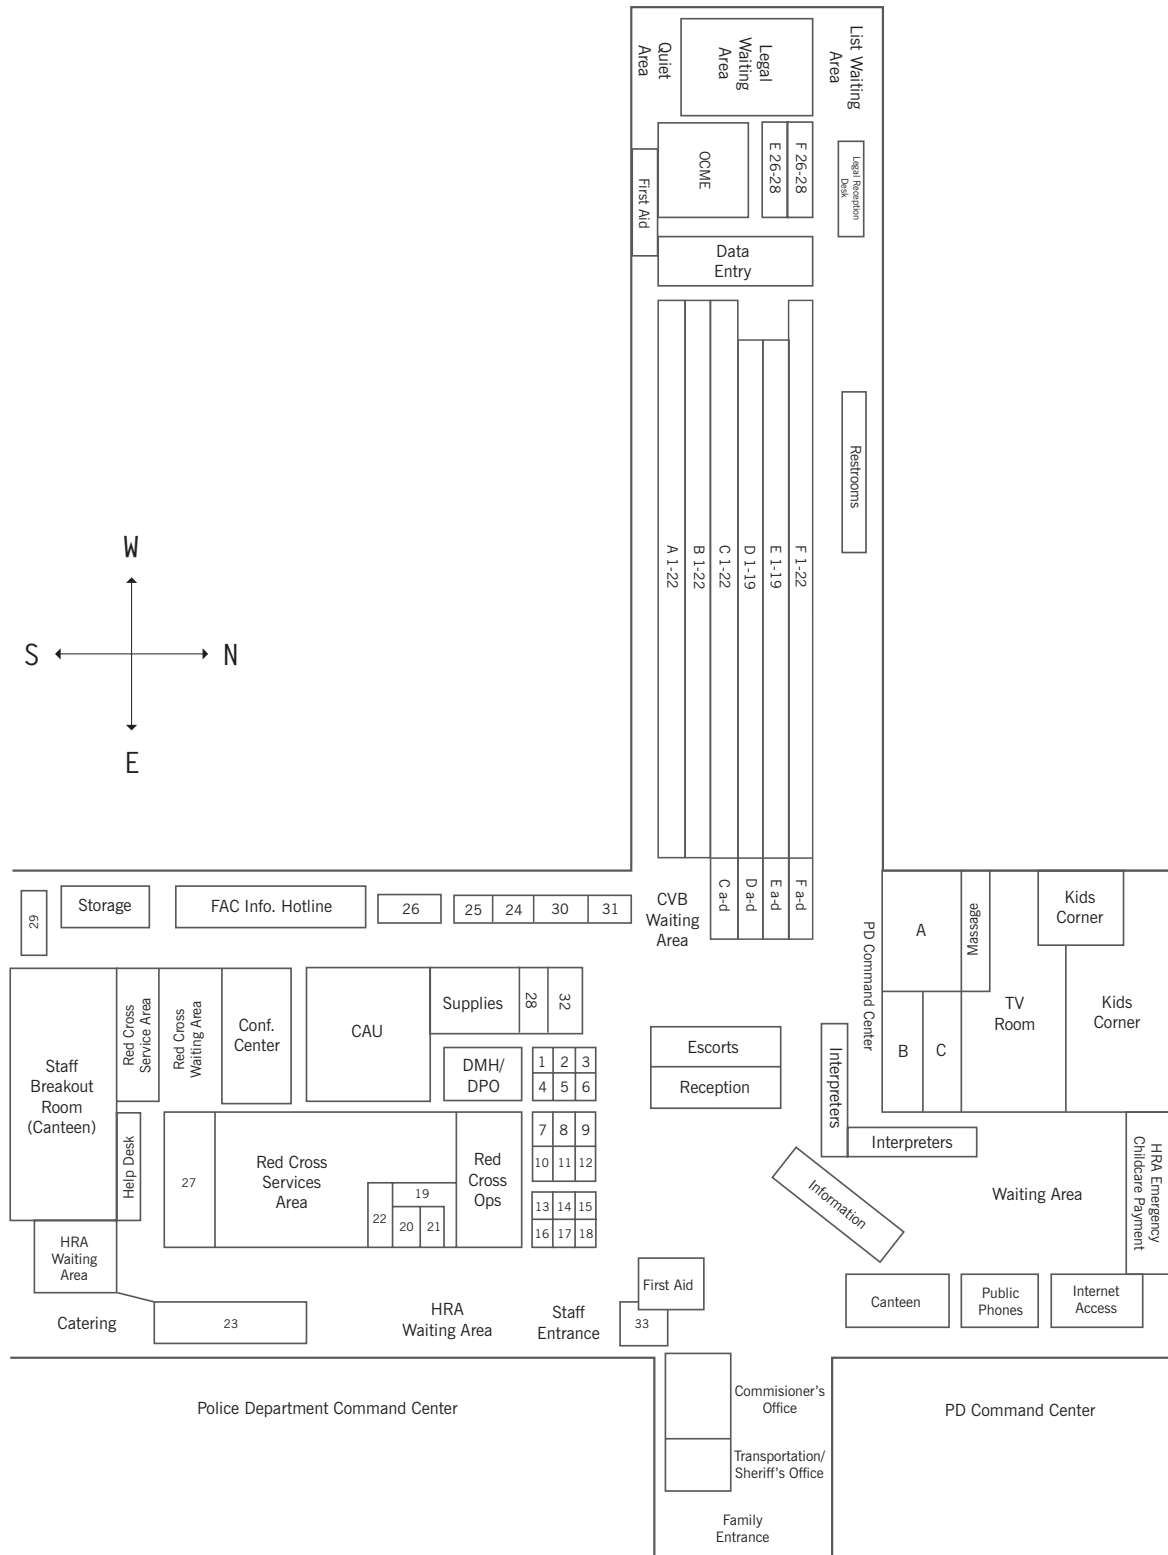 Quiet
Area
Legal
Waiting
Area
List Waiting
Area
First Aid
OCME
E 26-28
F 26-28
Legal Reception
Desk
Data
Entry
Restrooms
A 1-22
B 1-22
C 1-22
D 1-19
E 1-19
F 1-22
W
S
N
E
29
Storage
FAC Info. Hotline
26
25
24
30
31
CVB
Waiting
Area
C a-d
D a-d
E a-d
F a-d
PD Command Center
A
Massage
Kids
Corner
TV
Room
Kids
Corner
B
C
Staff
Breakout
Room
(Canteen)
Red Cross
Service Area
Red Cross
Waiting Area
Conf.
Center
CAU
Supplies
28
32
DMH/
DPO
1
2
3
4
5
6
Escorts
Reception
Interpreters
Interpreters
Help Desk
27
Red Cross
Services
Area
22
19
20
21
Red
Cross
Ops
7
8
9
10
11
12
13
14
15
16
17
18
Information
Waiting Area
HRA Emergency
Childcare Payment
HRA
Waiting
Area
Catering
23
HRA
Waiting Area
Staff
Entrance
First Aid
33
Canteen
Public
Phones
Internet
Access
Police Department Command Center
Commisioner's
Office
PD Command Center
Transportation/
Sheriff's Office
Family
Entrance